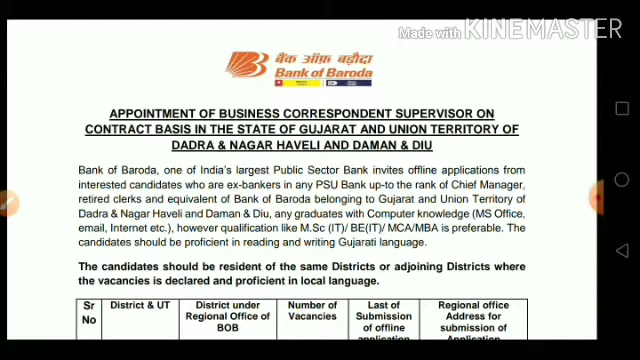 Made with KINEMASTER
बैंक ऑफ़ बड़ौदा
Bank of Baroda
APPOINTMENT OF BUSINESS CORRESPONDENT SUPERVISOR ON
CONTRACT BASIS IN THE STATE OF GUJARAT AND UNION TERRITORY OF
DADRA & NAGAR HAVELI AND DAMAN & DIU
Bank of Baroda, one of India's largest Public Sector Bank invites offline applications from
interested candidates who are ex-bankers in any PSU Bank up-to the rank of Chief Manager,
retired clerks and equivalent of Bank of Baroda belonging to Gujarat and Union Territory of
Dadra & Nagar Haveli and Daman & Diu, any graduates with Computer knowledge (MS Office,
email, Internet etc.), however qualification like M.Sc (IT)/ BE(IT)/ MCA/MBA is preferable. The
candidates should be proficient in reading and writing Gujarati language.
The candidates should be resident of the same Districts or adjoining Districts where
the vacancies is declared and proficient in local language.
Sr District & UT District under Number of Last of Regional office
No Regional Office of Vacancies Submission Address for
BOB of offline submission of
application Application